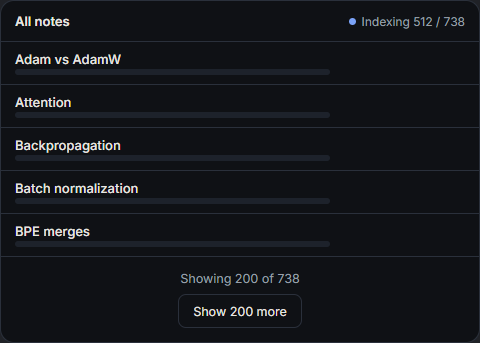 All notes
Indexing 512 / 738
Adam vs AdamW
Attention
Backpropagation
Batch normalization
BPE merges
Showing 200 of 738
Show 200 more